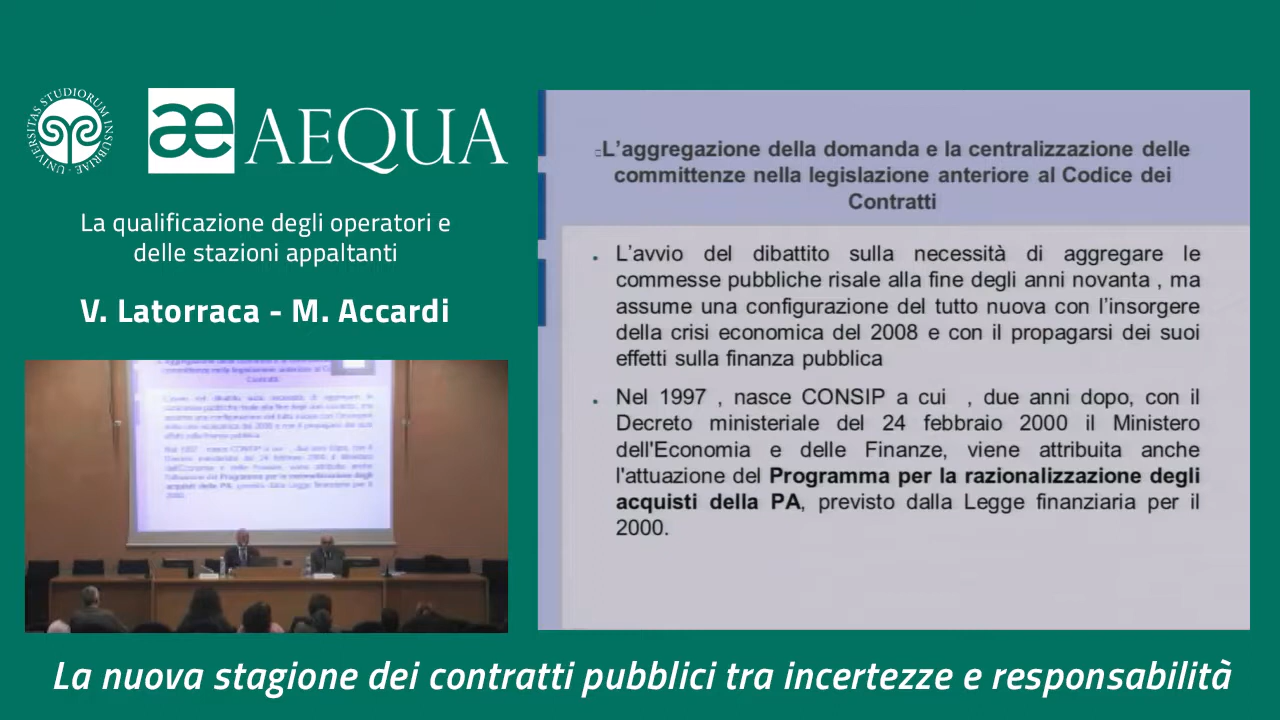 UNIVERSITAS STUDIORUM INSUBRIAE
æ AEQUA
La qualificazione degli operatori e
delle stazioni appaltanti
V. Latorraca - M. Accardi
L’aggregazione della domanda e la centralizzazione delle
committenze nella legislazione anteriore al Codice dei
Contratti
L’avvio del dibattito sulla necessità di aggregare le
commesse pubbliche risale alla fine degli anni novanta , ma
assume una configurazione del tutto nuova con l’insorgere
della crisi economica del 2008 e con il propagarsi dei suoi
effetti sulla finanza pubblica
Nel 1997 , nasce CONSIP a cui , due anni dopo, con il
Decreto ministeriale del 24 febbraio 2000 il Ministero
dell'Economia e delle Finanze, viene attribuita anche
l'attuazione del Programma per la razionalizzazione degli
acquisti della PA, previsto dalla Legge finanziaria per il
2000.
La nuova stagione dei contratti pubblici tra incertezze e responsabilità